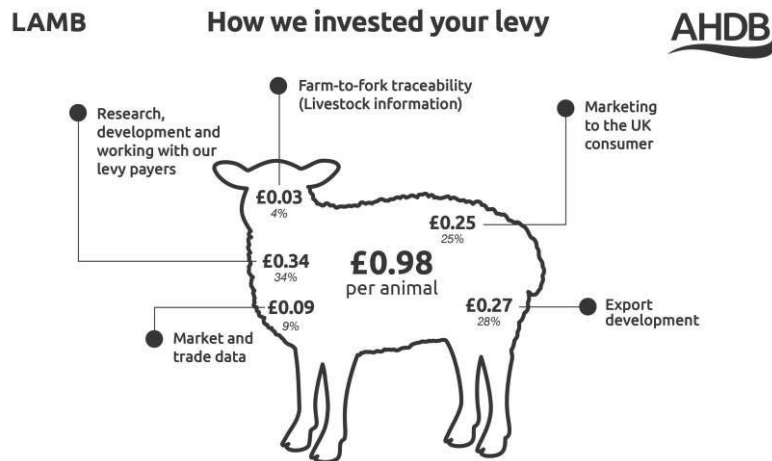 LAMB
How we invested your levy
AHDB
Farm-to-fork traceability
(Livestock information)
Research,
development and
working with our
levy payers
Marketing
to the UK
consumer
£0.03
4%
£0.25
25%
£0.34
34%
£0.98
per animal
£0.09
9%
£0.27
28%
Export
development
Market and
trade data